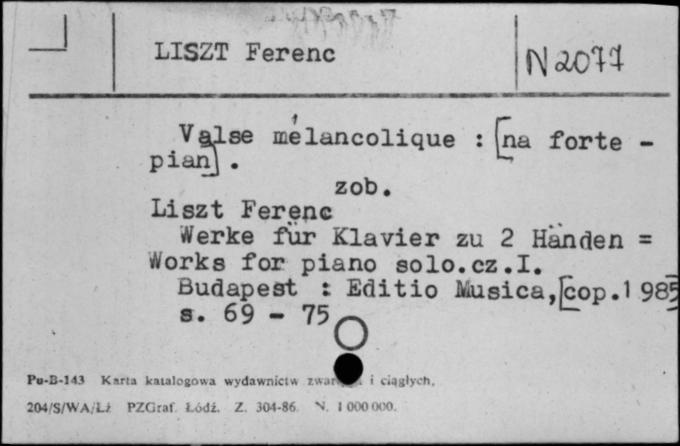 LISZT Ferenc
N 2077
Valse mélancolique : [na forte -
pian] .
zob.
Liszt Ferenc
Werke für Klavier zu 2 Händen =
Works for piano solo.cz.I.
Budapest : Editio Musica,[cop.1985
s. 69 - 75
Pu-B-143 Karta katalogowa wydawnictw i ciągłych.
204/S/WA/Lż PZGraf. Łódź. Z. 304-86. N. 1 000 000.